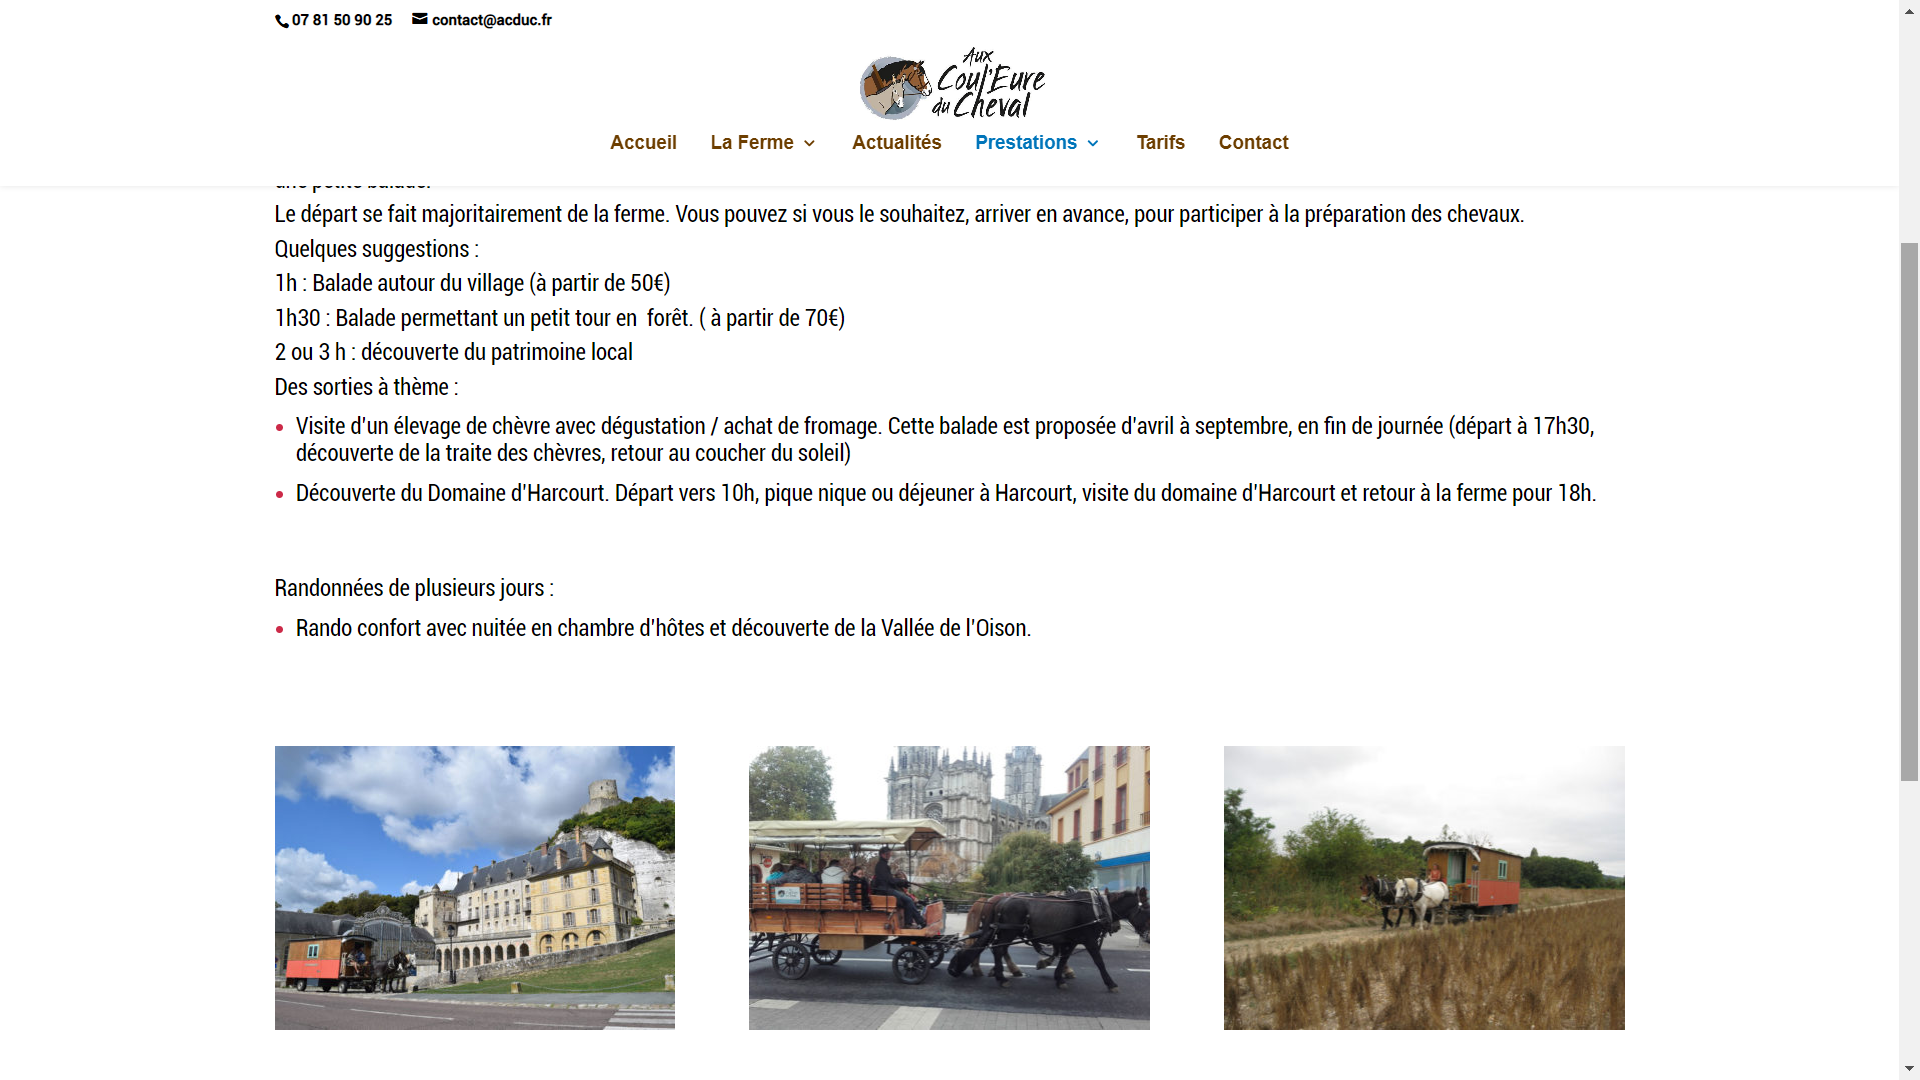 07 81 50 90 25 contact@acduc.fr
Aux
Coul'Eure
du Cheval
Accueil La Ferme Actualités Prestations Tarifs Contact
Le départ se fait majoritairement de la ferme. Vous pouvez si vous le souhaitez, arriver en avance, pour participer à la préparation des chevaux.
Quelques suggestions :
1h : Balade autour du village (à partir de 50€)
1h30 : Balade permettant un petit tour en  forêt. ( à partir de 70€)
2 ou 3 h : découverte du patrimoine local
Des sorties à thème :
Visite d'un élevage de chèvre avec dégustation / achat de fromage. Cette balade est proposée d'avril à septembre, en fin de journée (départ à 17h30,
découverte de la traite des chèvres, retour au coucher du soleil)
Découverte du Domaine d'Harcourt. Départ vers 10h, pique nique ou déjeuner à Harcourt, visite du domaine d'Harcourt et retour à la ferme pour 18h.
Randonnées de plusieurs jours :
Rando confort avec nuitée en chambre d'hôtes et découverte de la Vallée de l'Oison.